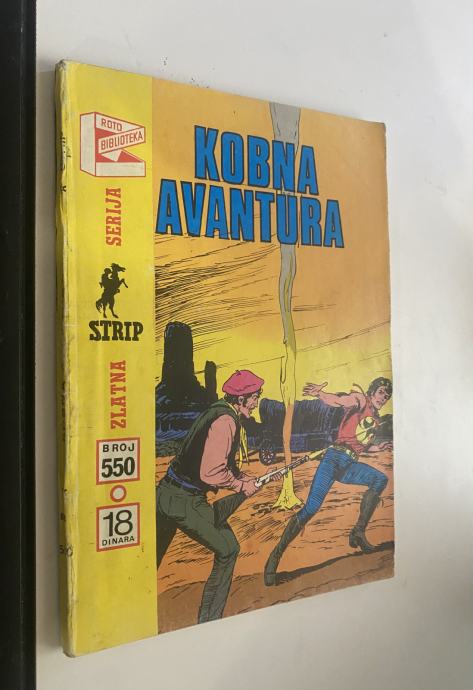 ROTO
BIBLIOTEKA
ZLATNA SERIJA
STRIP
BROJ
550
18
DINARA
KOBNA
AVANTURA